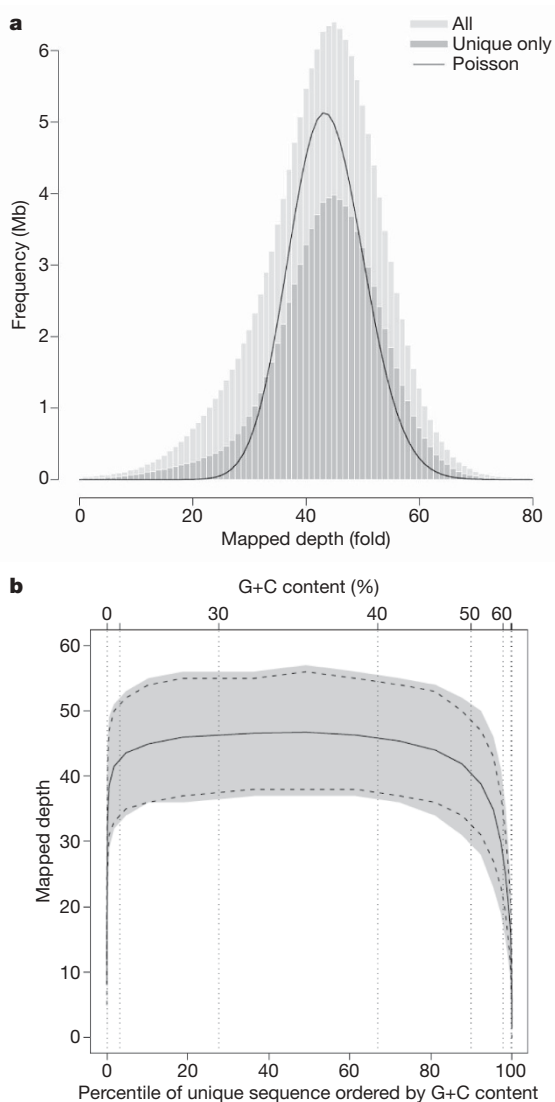 a
All
Unique only
Poisson
6
5
4
3
2
1
0
Frequency (Mb)
0 20 40 60 80
Mapped depth (fold)
b
G+C content (%)
0 30 40 50 60
60
50
40
30
20
10
0
Mapped depth
0 20 40 60 80 100
Percentile of unique sequence ordered by G+C content